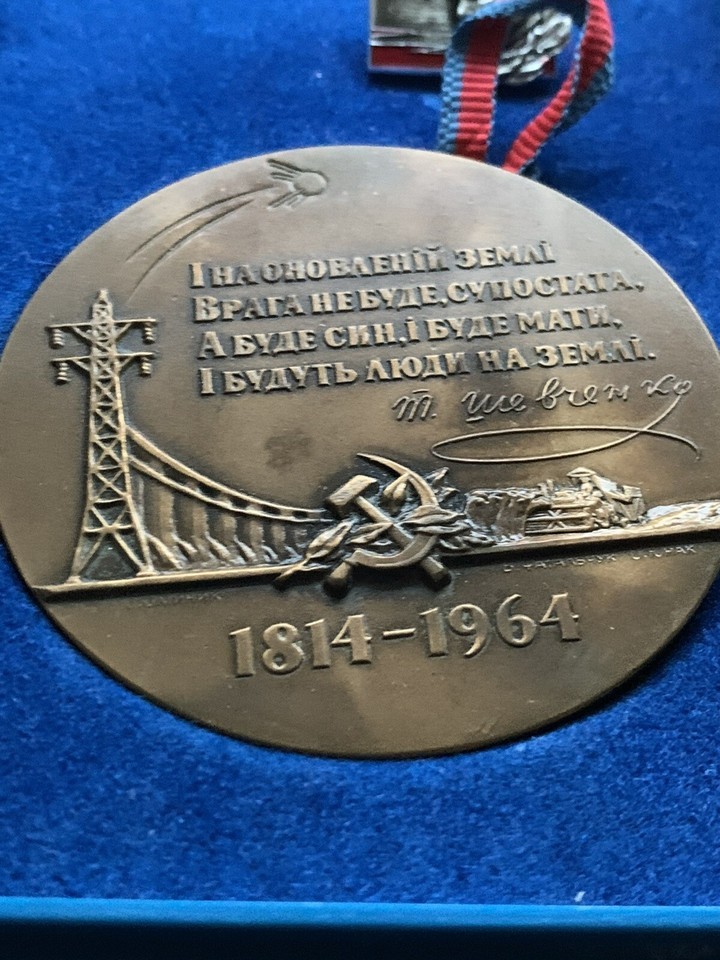 І НА ОНОВЛЕНІЙ ЗЕМЛІ
ВРАГА НЕ БУДЕ, СУПОСТАТА,
А БУДЕ СИН, І БУДЕ МАТИ,
І БУДУТЬ ЛЮДИ НА ЗЕМЛІ.
Т. Шевченко
1814–1964